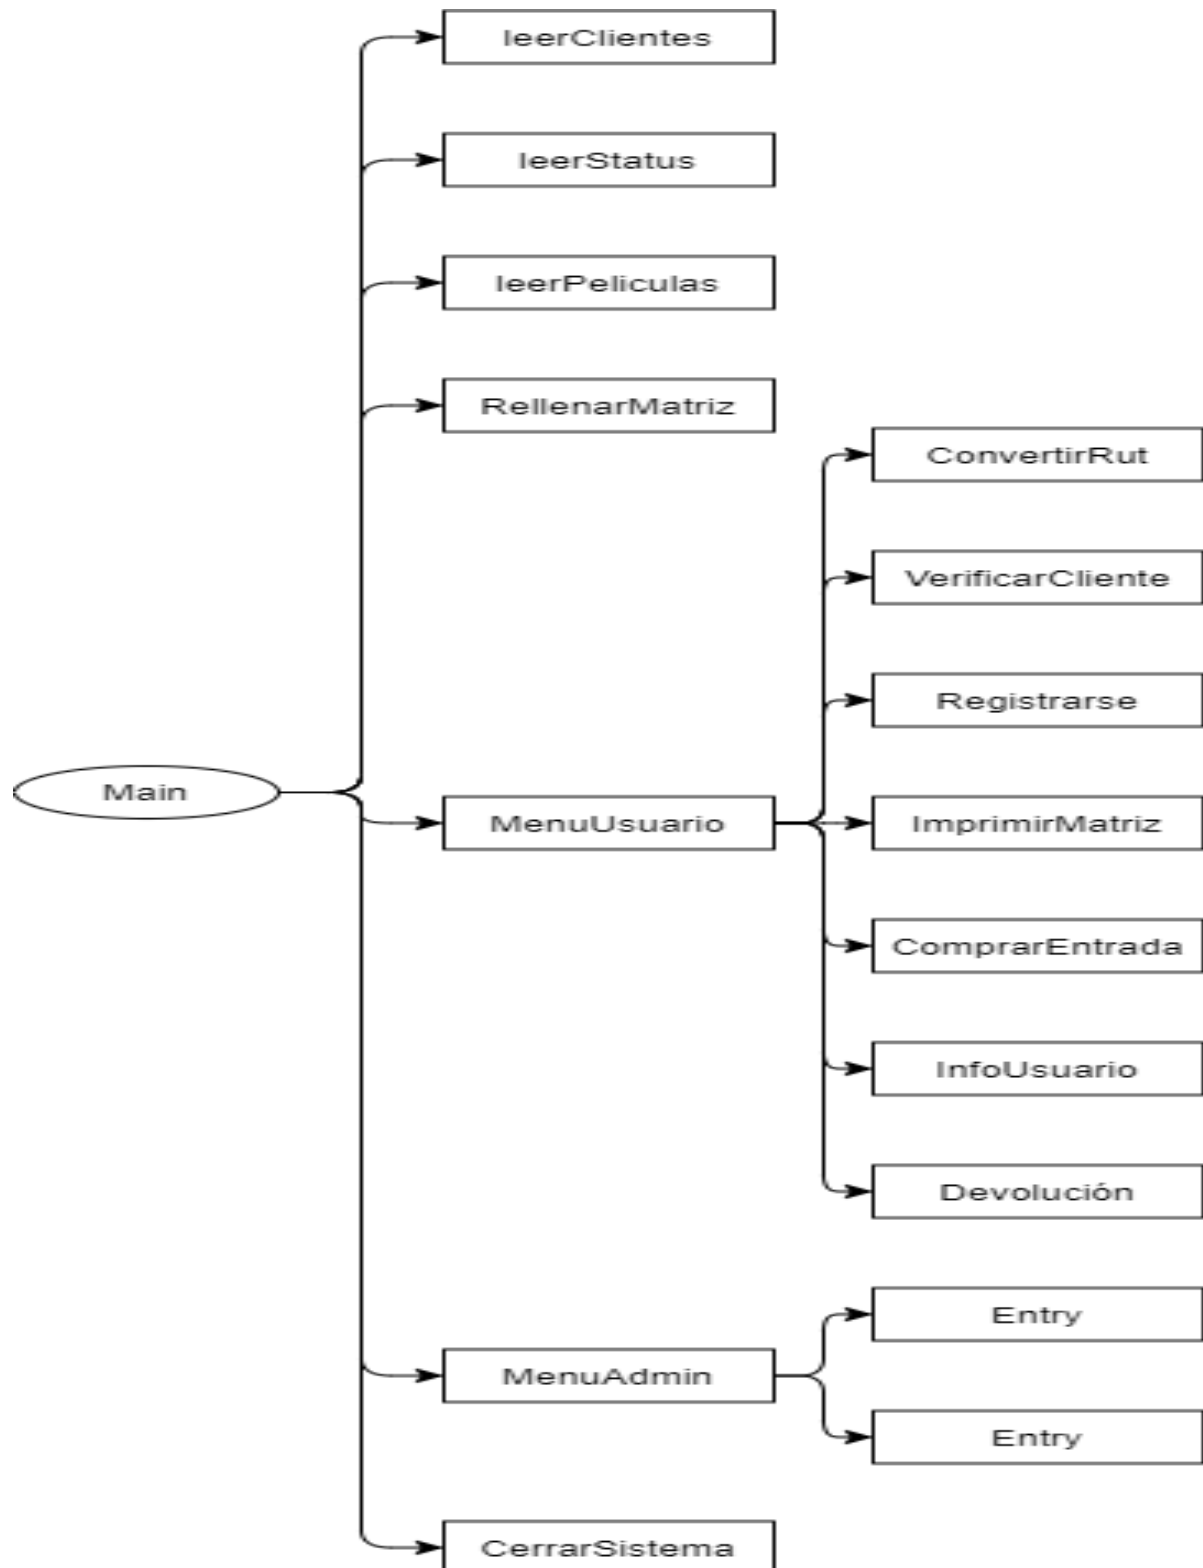 leerClientes
leerStatus
leerPeliculas
RellenarMatriz
ConvertirRut
VerificarCliente
Registrarse
Main
MenuUsuario
ImprimirMatriz
ComprarEntrada
InfoUsuario
Devolución
Entry
MenuAdmin
Entry
CerrarSistema